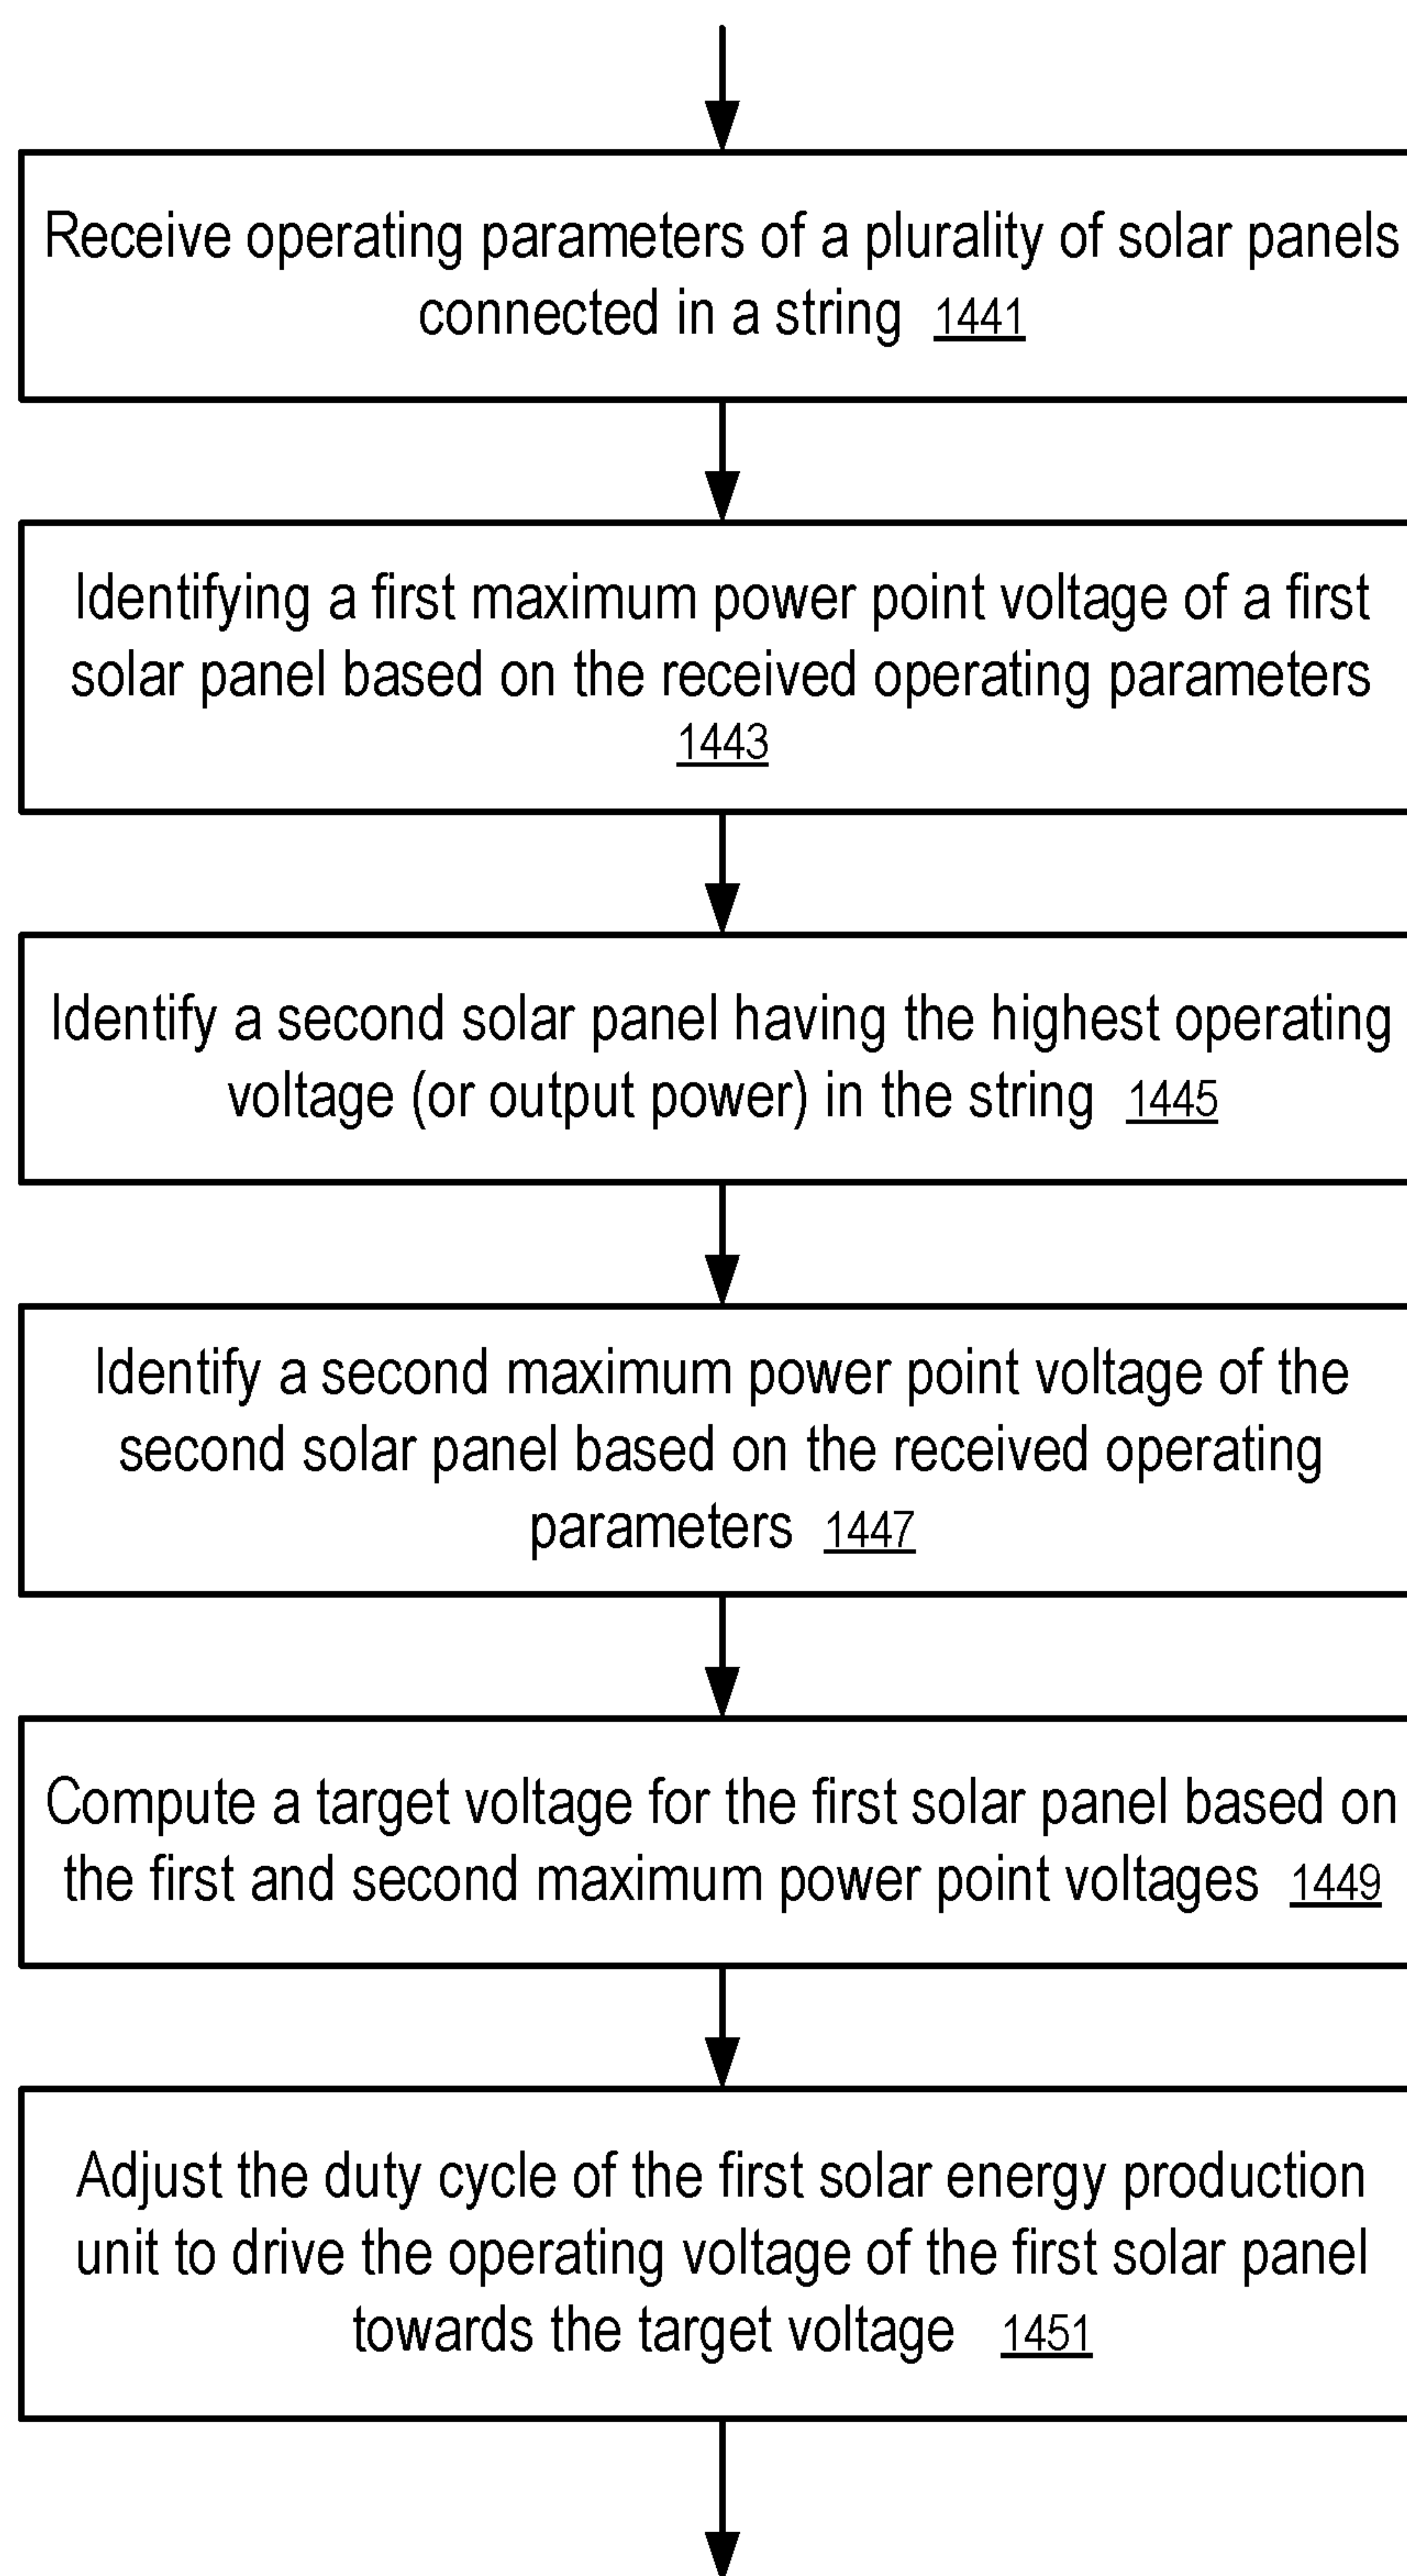 Receive operating parameters of a plurality of solar panels
connected in a string 1441
Identifying a first maximum power point voltage of a first
solar panel based on the received operating parameters
1443
Identify a second solar panel having the highest operating
voltage (or output power) in the string 1445
Identify a second maximum power point voltage of the
second solar panel based on the received operating
parameters 1447
Compute a target voltage for the first solar panel based on
the first and second maximum power point voltages 1449
Adjust the duty cycle of the first solar energy production
unit to drive the operating voltage of the first solar panel
towards the target voltage 1451